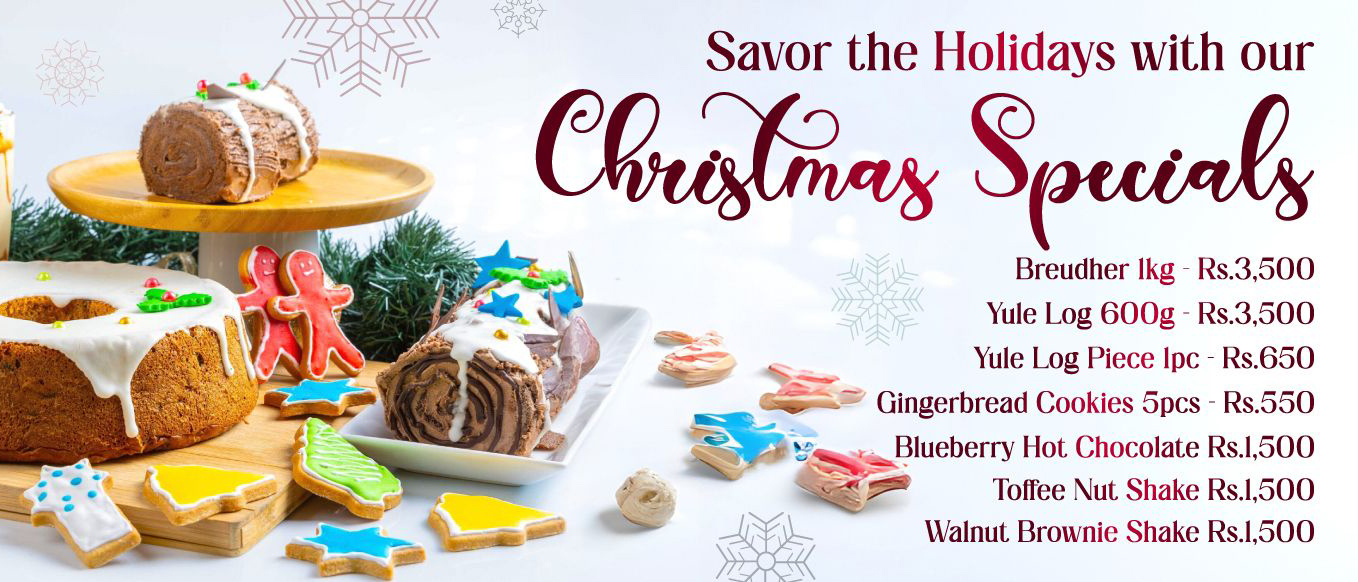 Savor the Holidays with our
Christmas Specials
Breudher 1kg - Rs.3,500
Yule Log 600g - Rs.3,500
Yule Log Piece 1pc - Rs.650
Gingerbread Cookies 5pcs - Rs.550
Blueberry Hot Chocolate Rs.1,500
Toffee Nut Shake Rs.1,500
Walnut Brownie Shake Rs.1,500